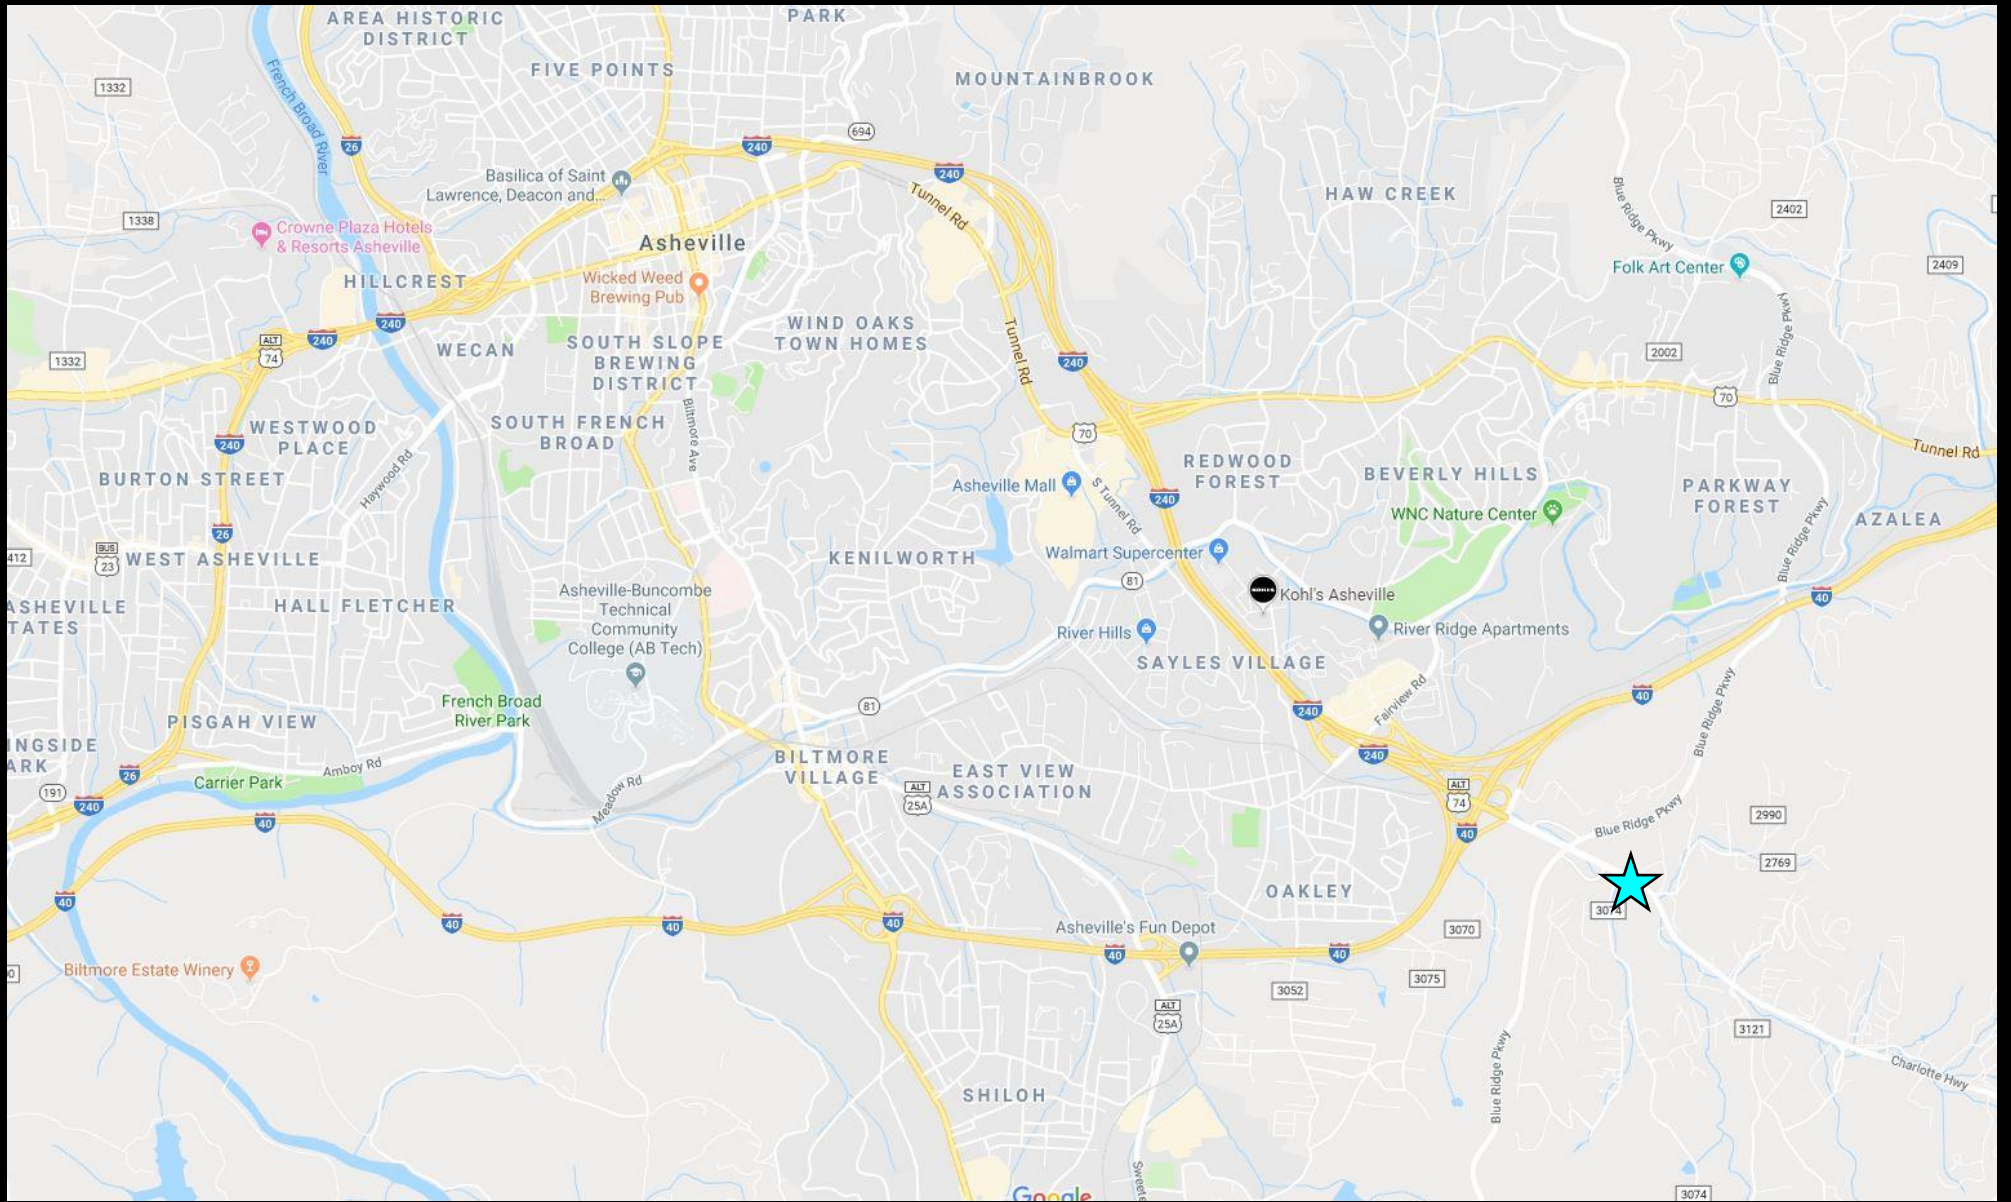 AREA HISTORIC
DISTRICT
PARK
FIVE POINTS
MOUNTAINBROOK
1332
French Broad River
26
694
240
240
Basilica of Saint
Lawrence, Deacon and...
Tunnel Rd
HAW CREEK
Blue Ridge Pkwy
2402
1338
Crowne Plaza Hotels
& Resorts Asheville
Asheville
Folk Art Center
2409
HILLCREST
Wicked Weed
Brewing Pub
Blue Ridge Pkwy
240
240
WIND OAKS
TOWN HOMES
Tunnel Rd
ALT
74
WECAN
SOUTH SLOPE
BREWING
DISTRICT
1332
240
2002
70
WESTWOOD
PLACE
SOUTH FRENCH
BROAD
Biltmore Ave
70
Tunnel Rd
240
Haywood Rd
BURTON STREET
REDWOOD
FOREST
BEVERLY HILLS
PARKWAY
FOREST
Asheville Mall
S Tunnel Rd
240
WNC Nature Center
AZALEA
26
Blue Ridge Pkwy
412
BUS
23
WEST ASHEVILLE
KENILWORTH
Walmart Supercenter
81
Kohl's Asheville
KOHL'S
40
ASHEVILLE
TATES
HALL FLETCHER
Asheville-Buncombe
Technical
Community
College (AB Tech)
River Hills
River Ridge Apartments
SAYLES VILLAGE
French Broad
River Park
81
240
Fairview Rd
40
Blue Ridge Pkwy
PISGAH VIEW
INGSIDE
ARK
26
Amboy Rd
Carrier Park
BILTMORE
VILLAGE
240
191
240
Meadow Rd
ALT
25A
EAST VIEW
ASSOCIATION
ALT
74
40
40
Blue Ridge Pkwy
2990
2769
40
OAKLEY
3074
40
40
40
Asheville's Fun Depot
3070
40
40
Biltmore Estate Winery
3075
3052
ALT
25A
3121
Blue Ridge Pkwy
Charlotte Hwy
SHILOH
Sweete
Google
3074